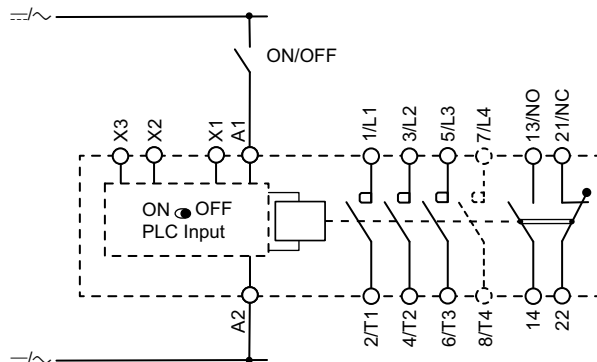 ON/OFF
X3
X2
X1
A1
1/L1
3/L2
5/L3
7/L4
13/NO
21/NC
ON OFF
PLC Input
A2
2/T1
4/T2
6/T3
8/T4
14
22